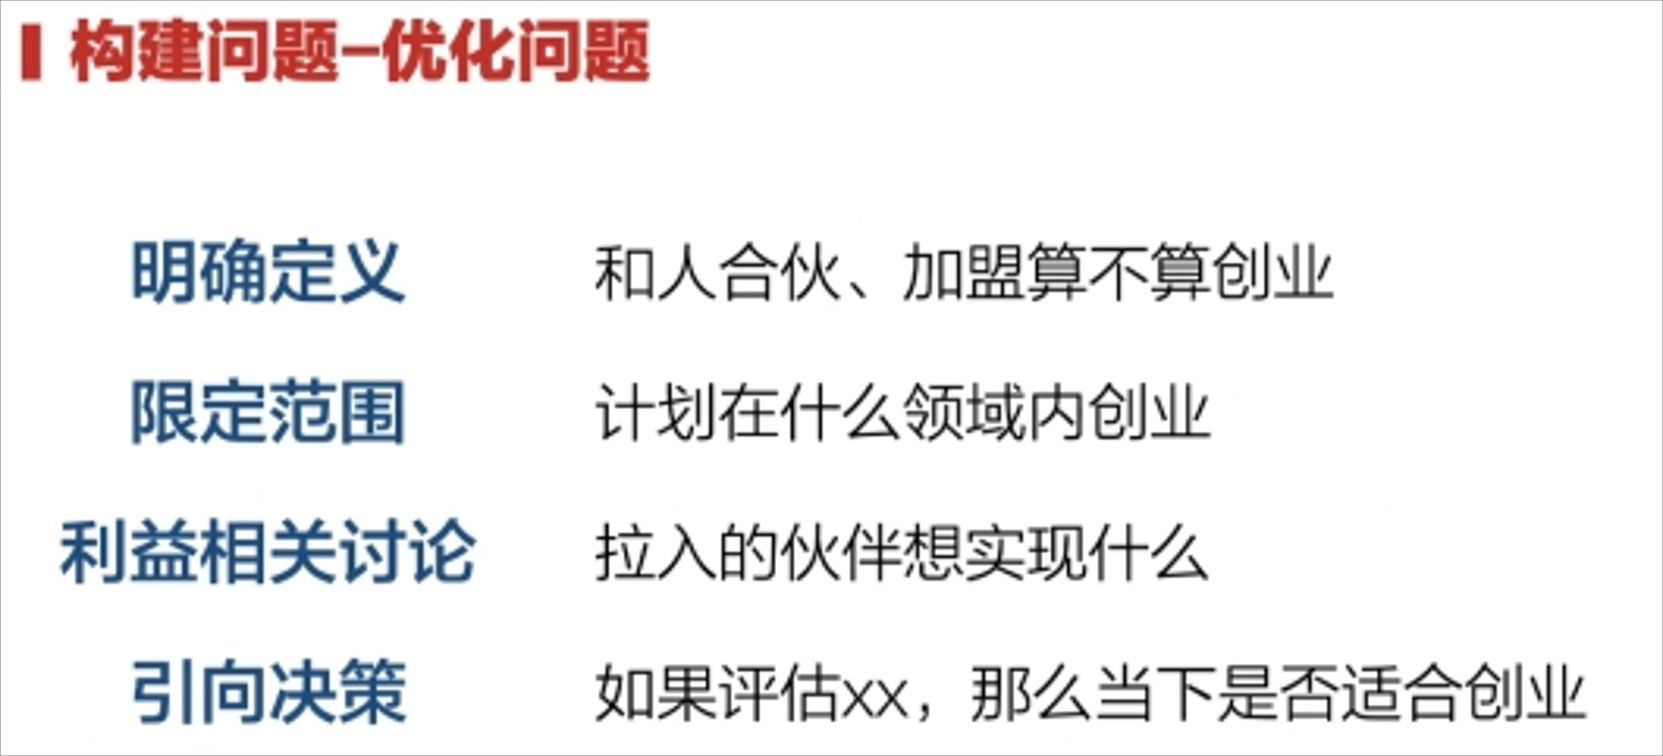 构建问题-优化问题
明确定义 和人合伙、加盟算不算创业
限定范围 计划在什么领域内创业
利益相关讨论 拉入的伙伴想实现什么
引向决策 如果评估xx，那么当下是否适合创业